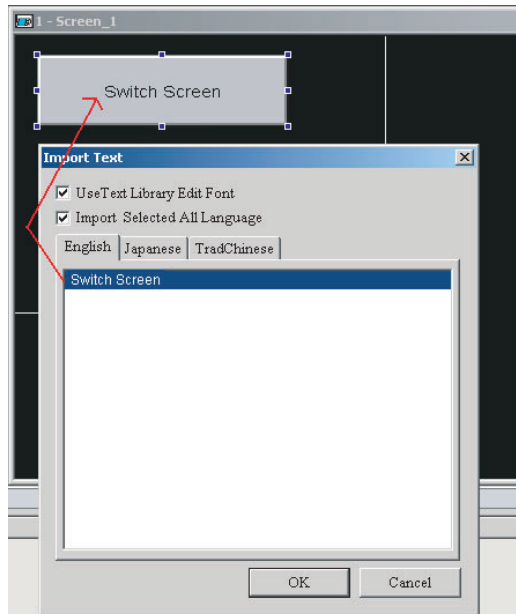 1 - Screen_1
Switch Screen
Import Text
UseText Library Edit Font
Import Selected All Language
English Japanese TradChinese
Switch Screen
OK Cancel